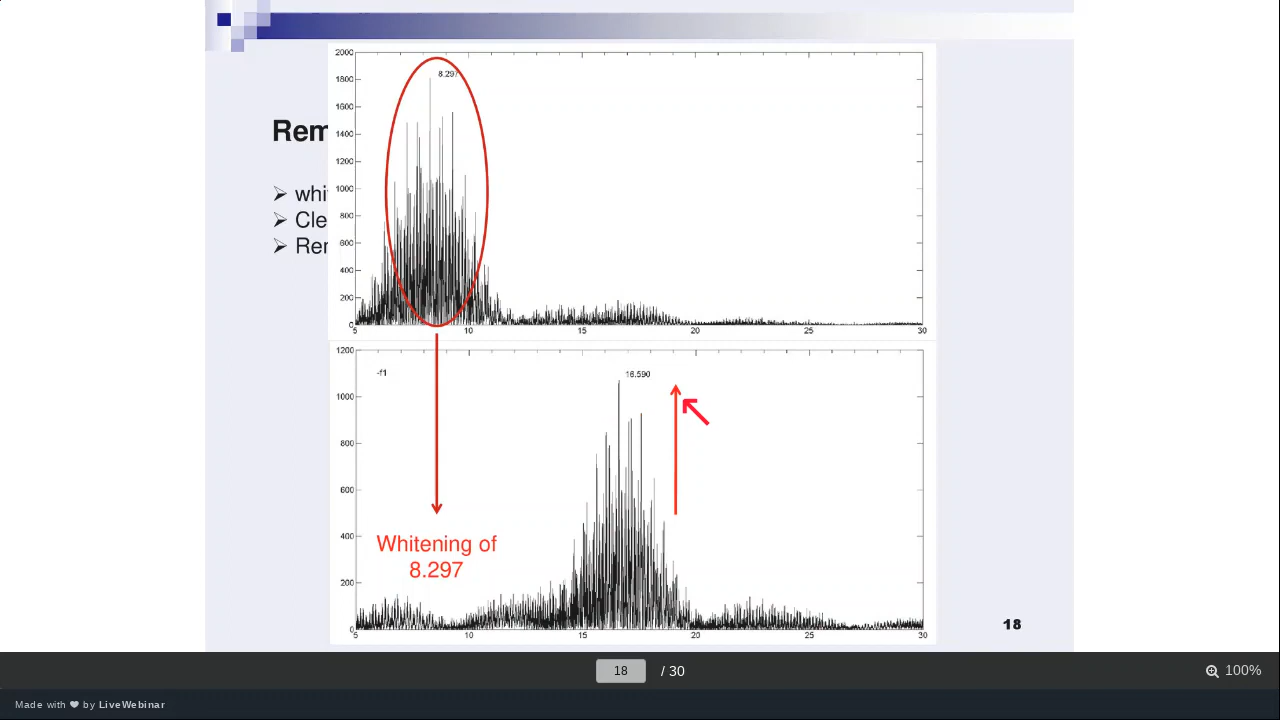 2000
8.297
1800
1600
1400
Rem
1200
1000
whi
800
Cle
600
Rer
400
200
0
5 10 15 20 25 30
1200
-f1
16.590
1000
800
600
400
Whitening of
8.297
200
0
5 10 15 20 25 30
18
18 / 30
100%
Made with by LiveWebinar